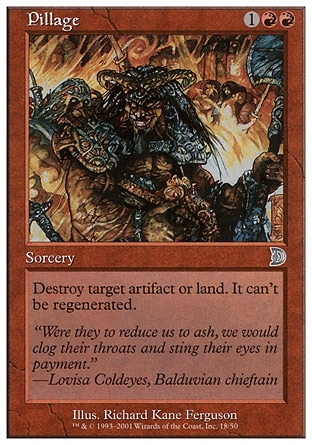 Pillage 1
Sorcery
Destroy target artifact or land. It can't
be regenerated.
"Were they to reduce us to ash, we would
clog their throats and sting their eyes in
payment."
—Lovisa Coldeyes, Balduvian chieftain
Illus. Richard Kane Ferguson
™ & © 1993–2001 Wizards of the Coast, Inc. 18/50